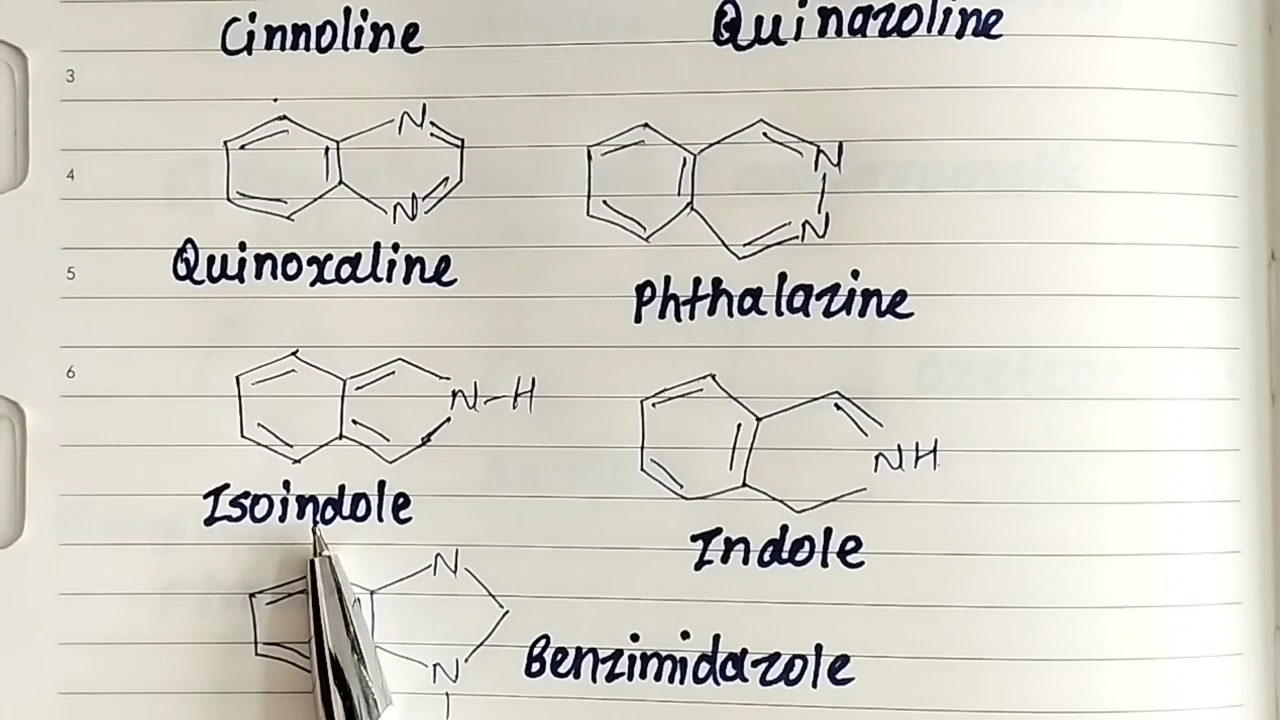 Cinnoline
Quinazoline
3
N
N
4
N
N
Quinoxaline
5
Phthalazine
6
N-H
NH
Isoindole
Indole
N
Benzimidazole
N